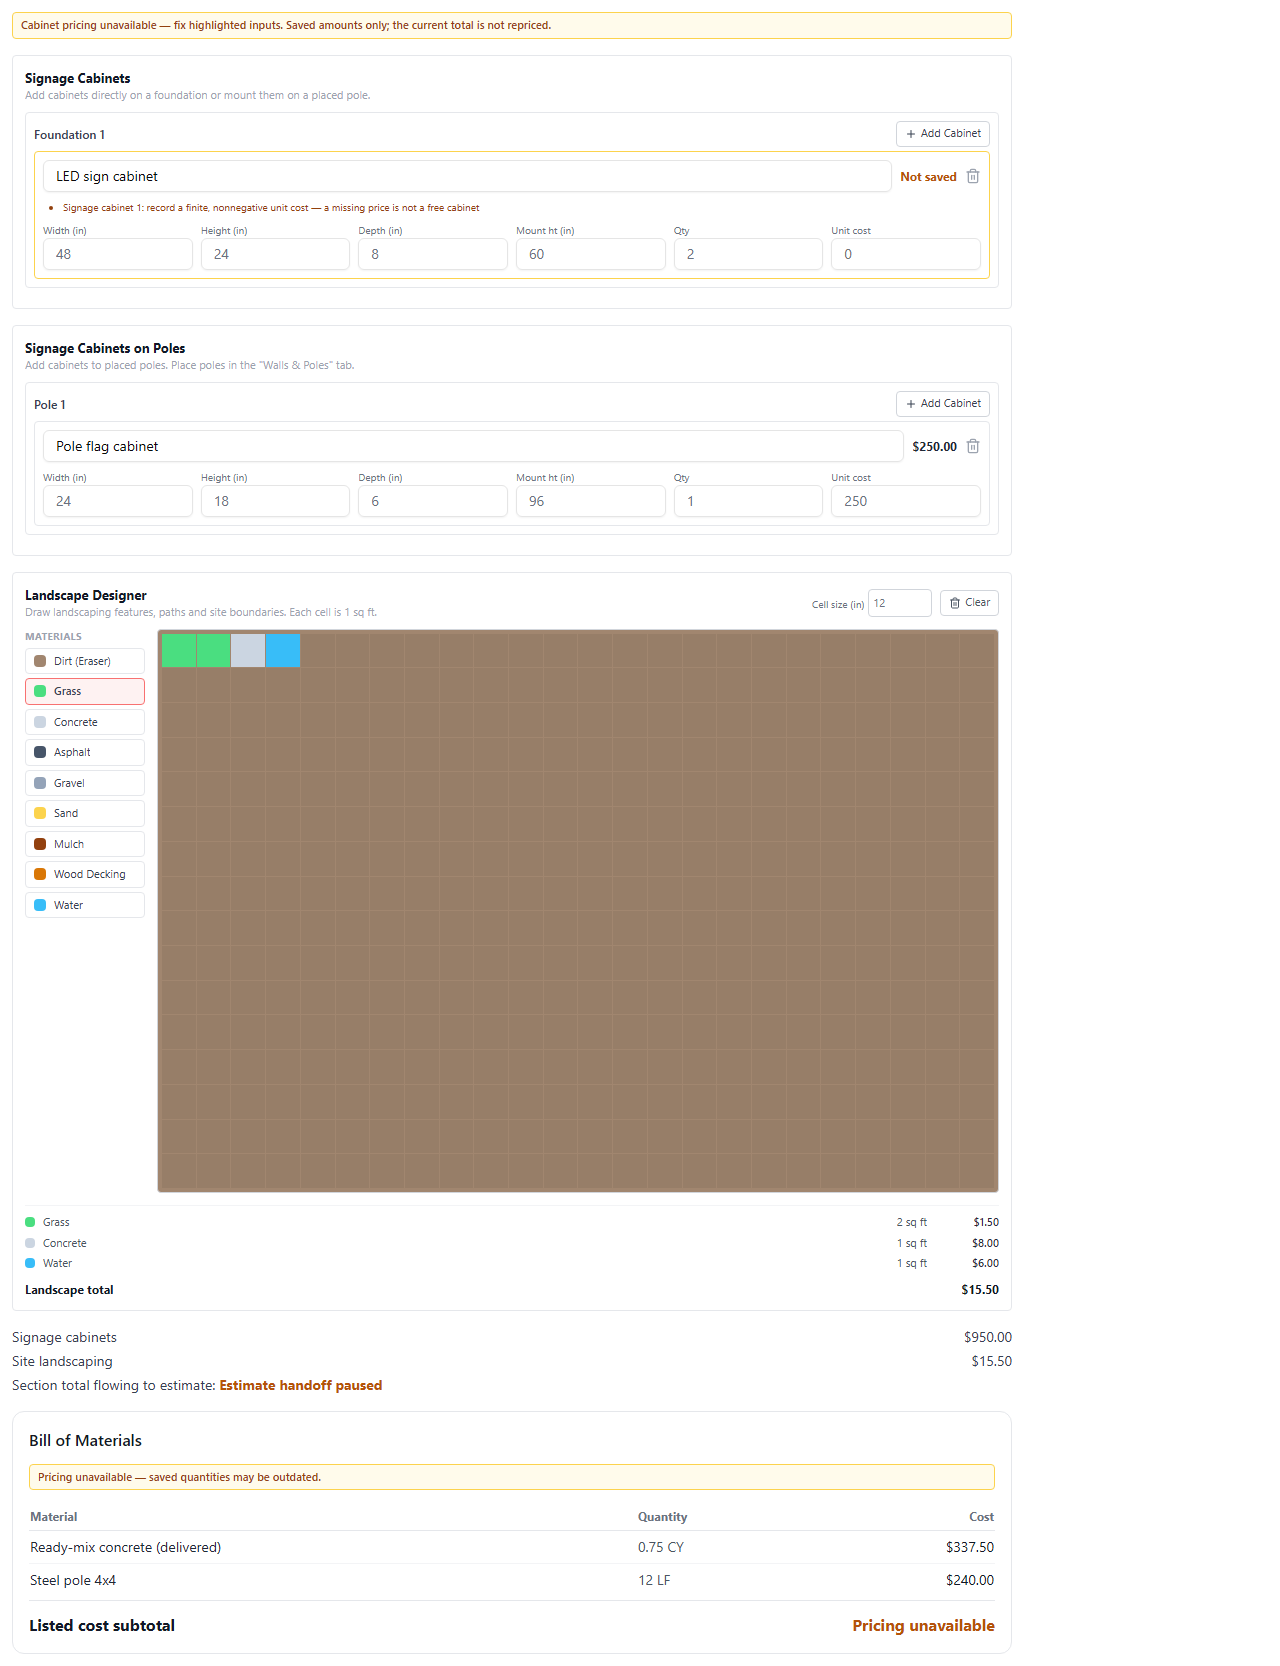 Cabinet pricing unavailable — fix highlighted inputs. Saved amounts only; the current total is not repriced.
Signage Cabinets
Add cabinets directly on a foundation or mount them on a placed pole.
Foundation 1
Add Cabinet
LED sign cabinet
Not saved
Signage cabinet 1: record a finite, nonnegative unit cost — a missing price is not a free cabinet
Width (in) Height (in) Depth (in) Mount ht (in) Qty Unit cost
48 24 8 60 2 0
Signage Cabinets on Poles
Add cabinets to placed poles. Place poles in the "Walls & Poles" tab.
Pole 1
Add Cabinet
Pole flag cabinet
$250.00
Width (in) Height (in) Depth (in) Mount ht (in) Qty Unit cost
24 18 6 96 1 250
Landscape Designer
Draw landscaping features, paths and site boundaries. Each cell is 1 sq ft.
Cell size (in) 12 Clear
MATERIALS
Dirt (Eraser)
Grass
Concrete
Asphalt
Gravel
Sand
Mulch
Wood Decking
Water
Grass 2 sq ft $1.50
Concrete 1 sq ft $8.00
Water 1 sq ft $6.00
Landscape total $15.50
Signage cabinets $950.00
Site landscaping $15.50
Section total flowing to estimate: Estimate handoff paused
Bill of Materials
Pricing unavailable — saved quantities may be outdated.
Material Quantity Cost
Ready-mix concrete (delivered) 0.75 CY $337.50
Steel pole 4x4 12 LF $240.00
Listed cost subtotal Pricing unavailable